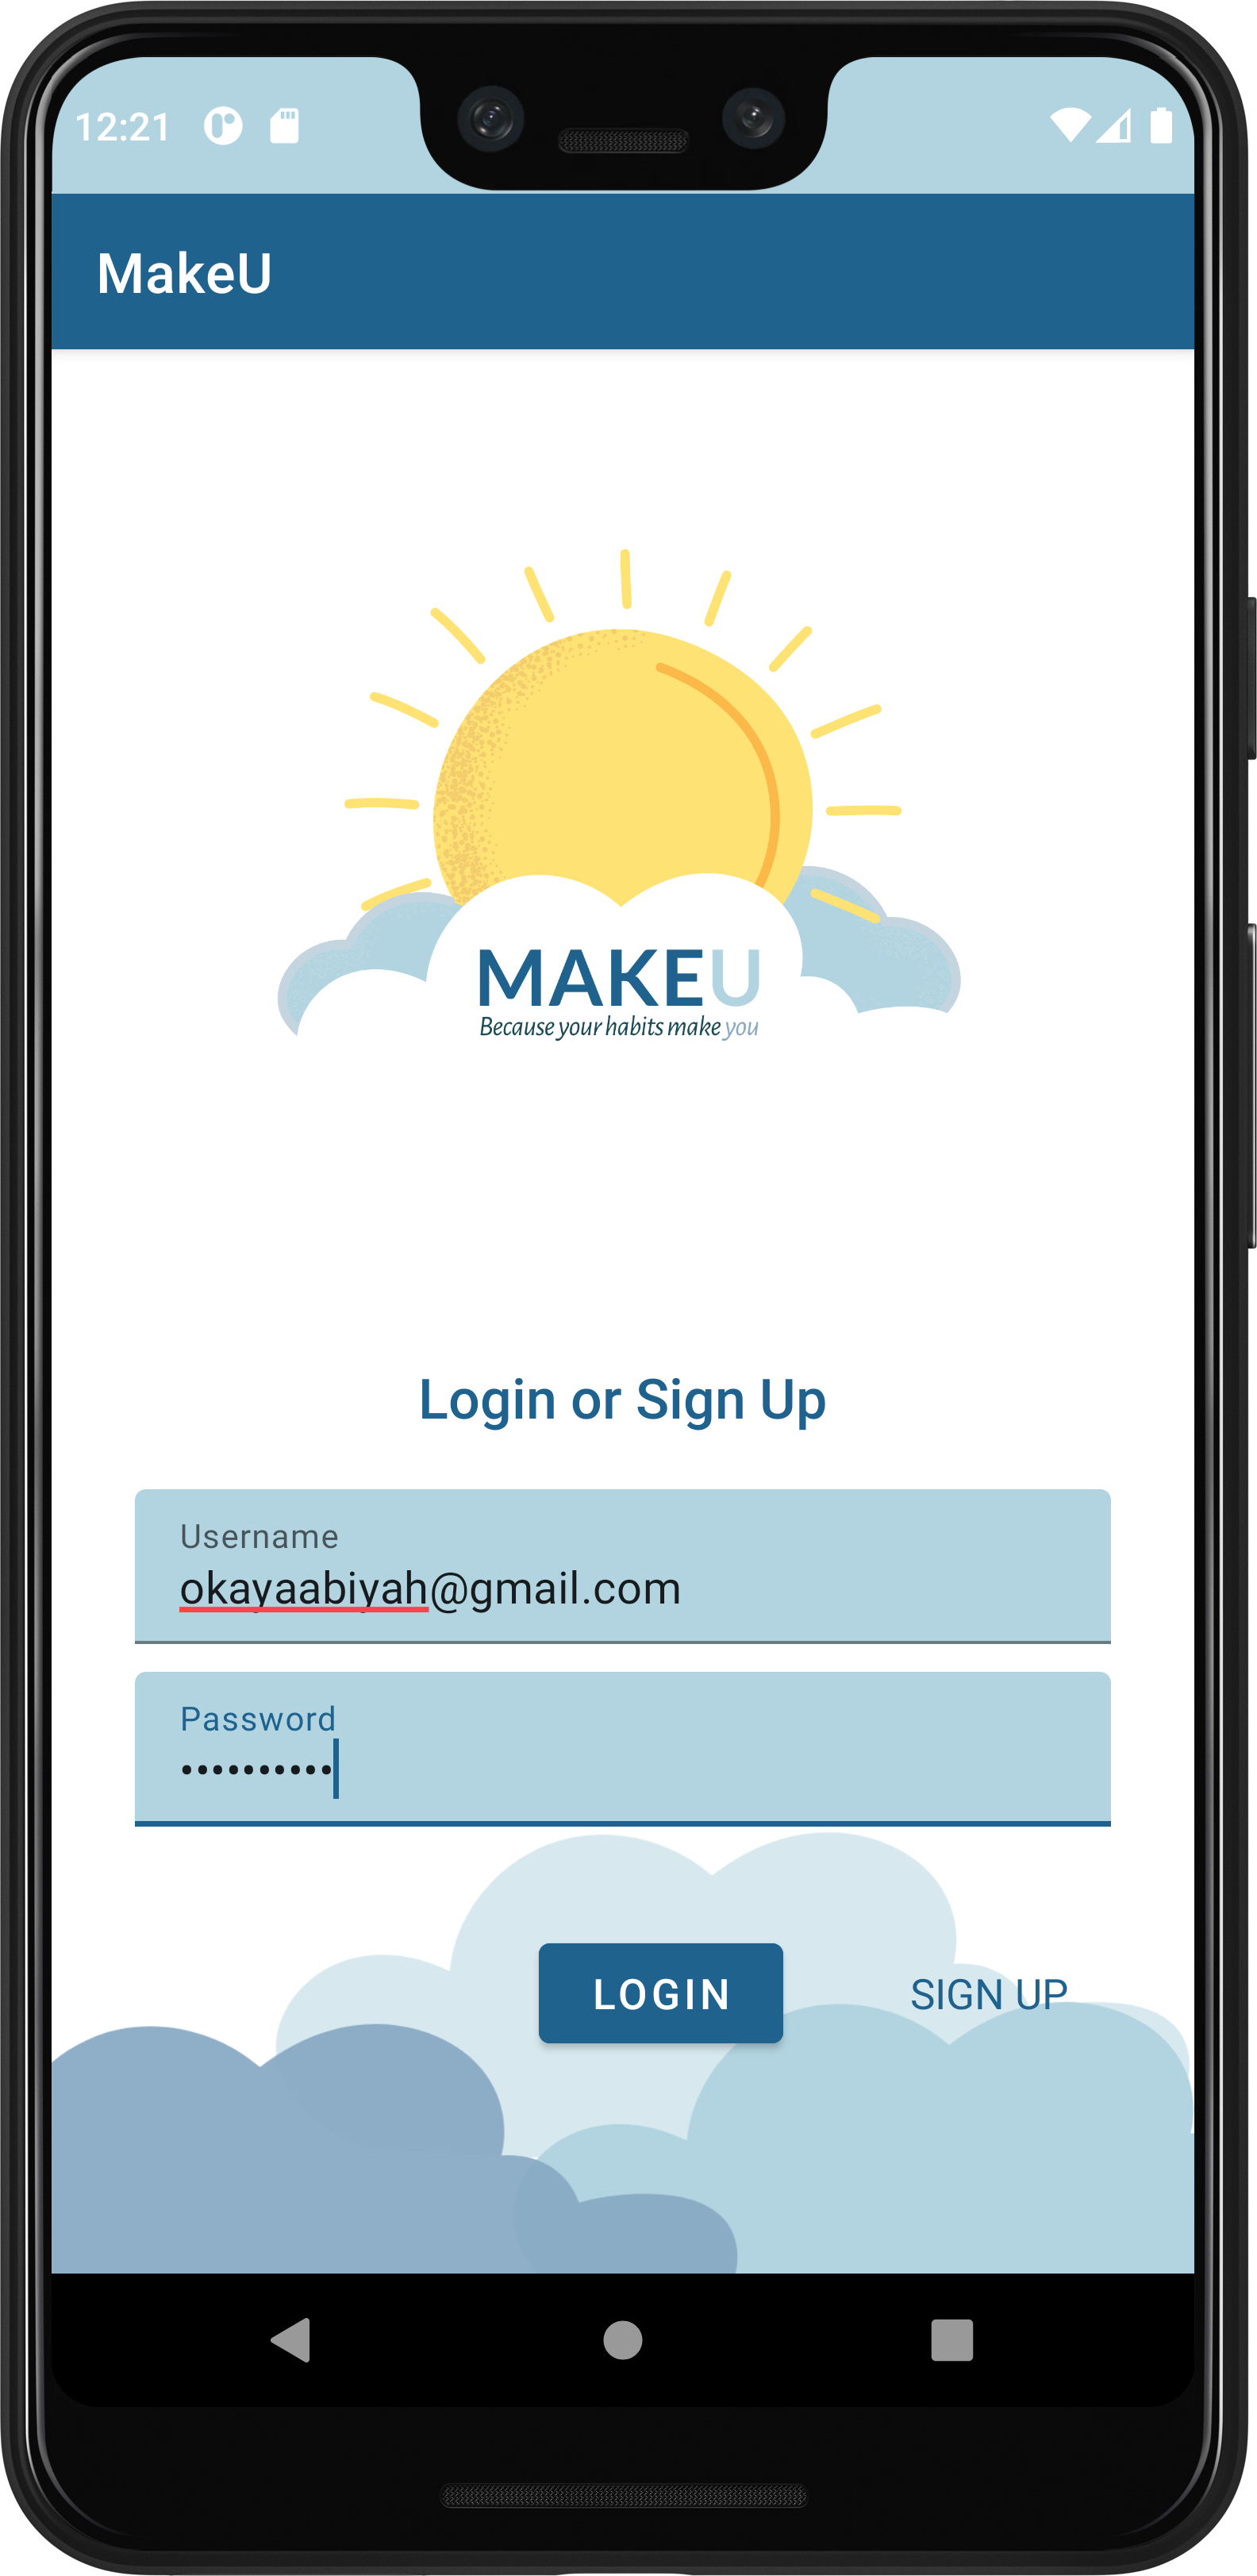 12:21
MakeU
MAKEU
Because your habits make you
Login or Sign Up
Username
okayaabiyah@gmail.com
Password
••••••••••
LOGIN
SIGN UP